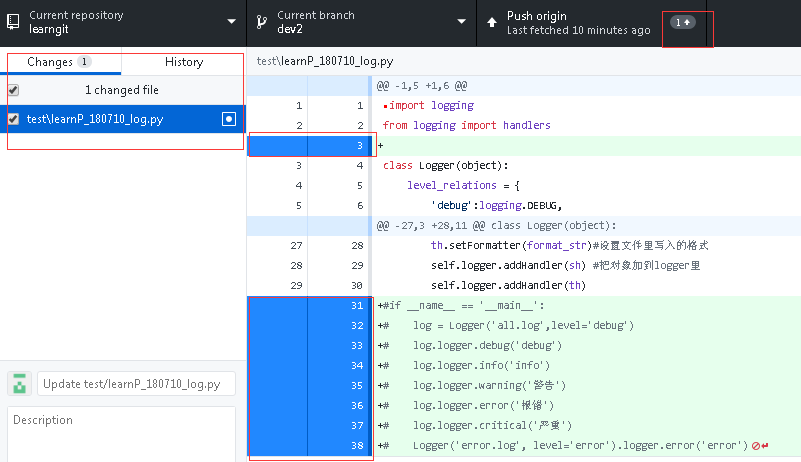 Current repository
learngit
Current branch
dev2
Push origin
Last fetched 10 minutes ago
1
Changes 1
History
1 changed file
test\learnP_180710_log.py
Update test/learnP_180710_log.py
Description
test\learnP_180710_log.py
@@ -1,5 +1,6 @@
1 1 import logging
2 2 from logging import handlers
3 +
3 4 class Logger(object):
4 5 level_relations = {
5 6 'debug':logging.DEBUG,
@@ -27,3 +28,11 @@ class Logger(object):
27 28 th.setFormatter(format_str)#设置文件里写入的格式
28 29 self.logger.addHandler(sh) #把对象加到logger里
29 30 self.logger.addHandler(th)
31 +#if __name__ == '__main__':
32 +# log = Logger('all.log',level='debug')
33 +# log.logger.debug('debug')
34 +# log.logger.info('info')
35 +# log.logger.warning('警告')
36 +# log.logger.error('报错')
37 +# log.logger.critical('严重')
38 +# Logger('error.log', level='error').logger.error('error')